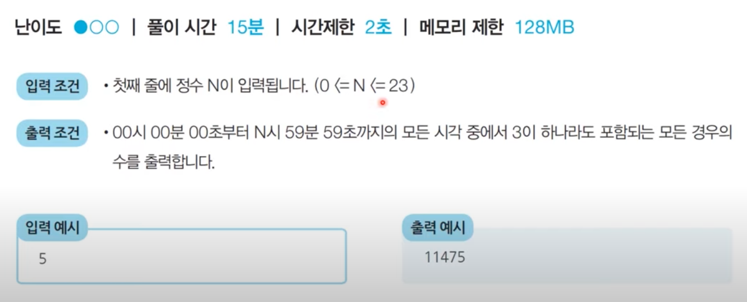 난이도 ●○○ | 풀이 시간 15분 | 시간제한 2초 | 메모리 제한 128MB
입력 조건 • 첫째 줄에 정수 N이 입력됩니다. (0 <= N <= 23)
출력 조건 • 00시 00분 00초부터 N시 59분 59초까지의 모든 시각 중에서 3이 하나라도 포함되는 모든 경우의
수를 출력합니다.
입력 예시
5
출력 예시
11475